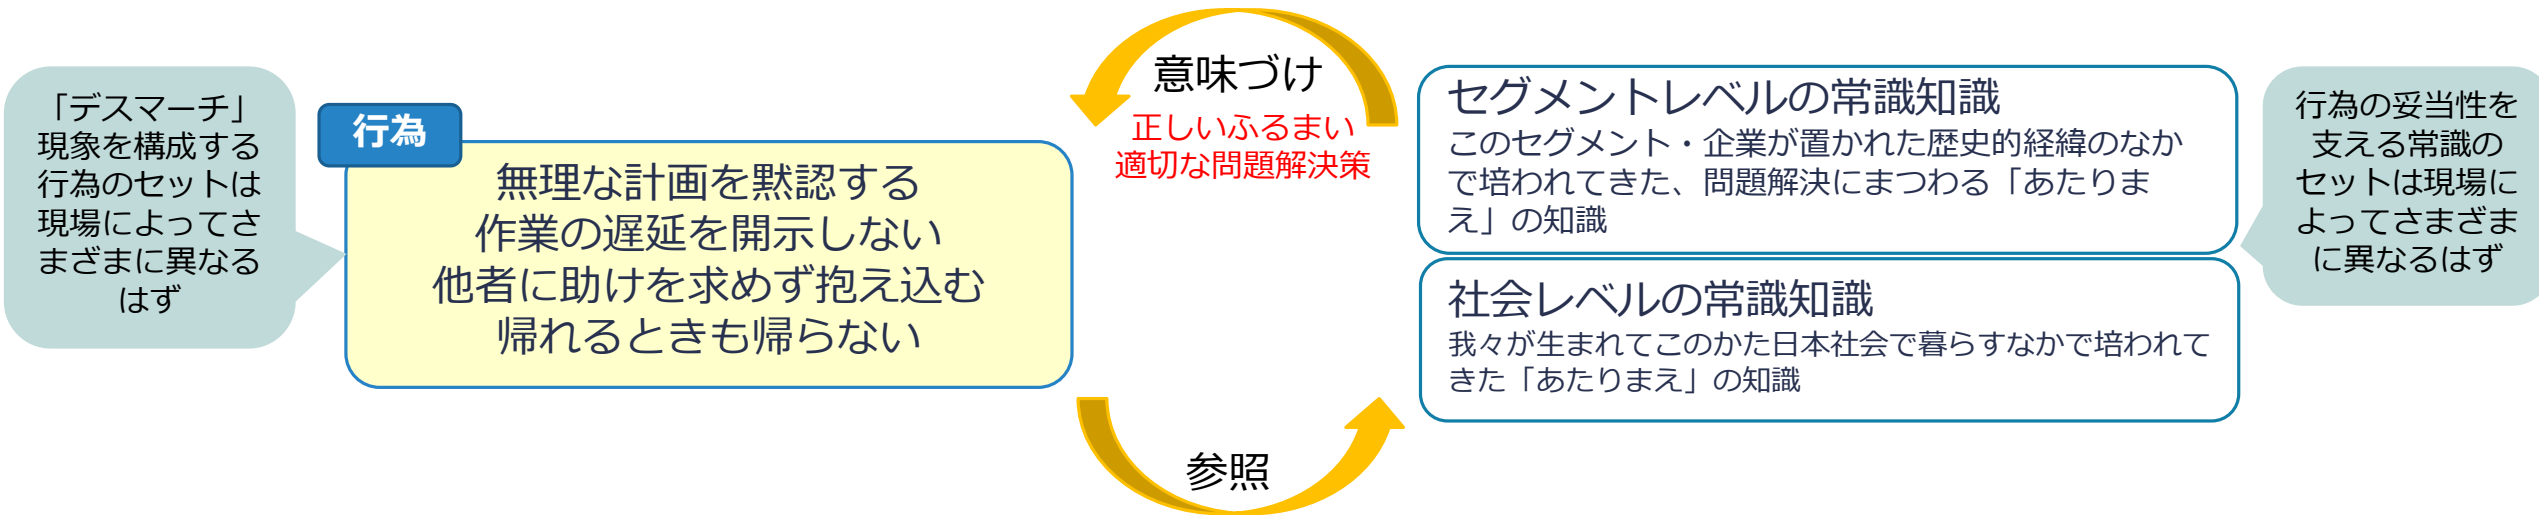 「デスマーチ」
現象を構成する
行為のセットは
現場によってさ
まざまに異なる
はず
行為
無理な計画を黙認する
作業の遅延を開示しない
他者に助けを求めず抱え込む
帰れるときも帰らない
意味づけ
正しいふるまい
適切な問題解決策
参照
セグメントレベルの常識知識
このセグメント・企業が置かれた歴史的経緯のなか
で培われてきた、問題解決にまつわる「あたりま
え」の知識
社会レベルの常識知識
我々が生まれてこのかた日本社会で暮らすなかで培われて
きた「あたりまえ」の知識
行為の妥当性を
支える常識の
セットは現場に
よってさまざま
に異なるはず